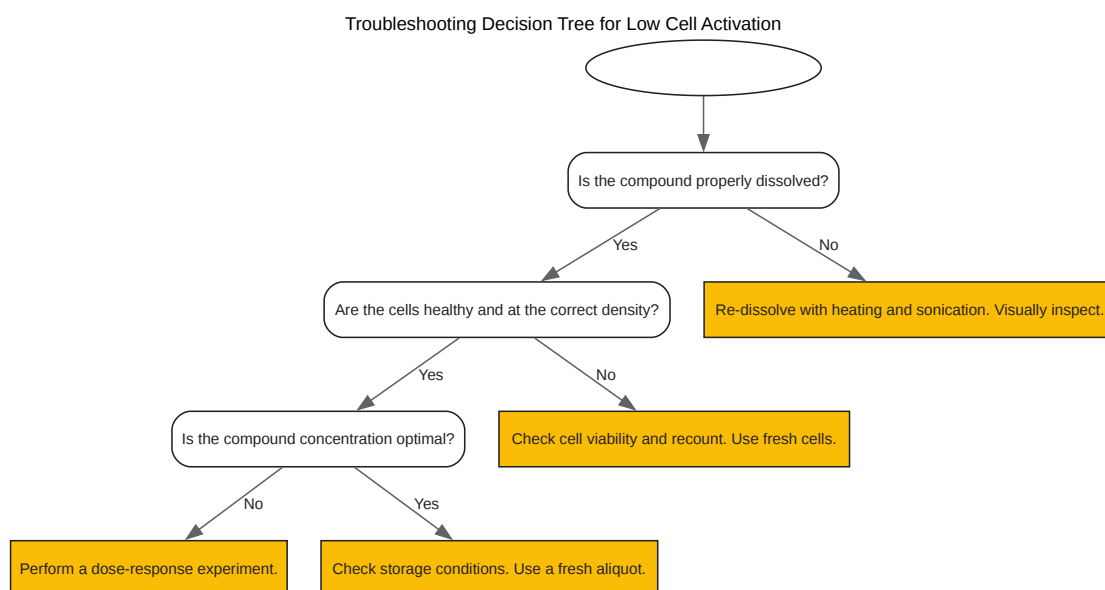 Troubleshooting Decision Tree for Low Cell Activation
Is the compound properly dissolved?
Yes
No
Are the cells healthy and at the correct density?
Re-dissolve with heating and sonication. Visually inspect.
Yes
No
Is the compound concentration optimal?
Check cell viability and recount. Use fresh cells.
No
Yes
Perform a dose-response experiment.
Check storage conditions. Use a fresh aliquot.